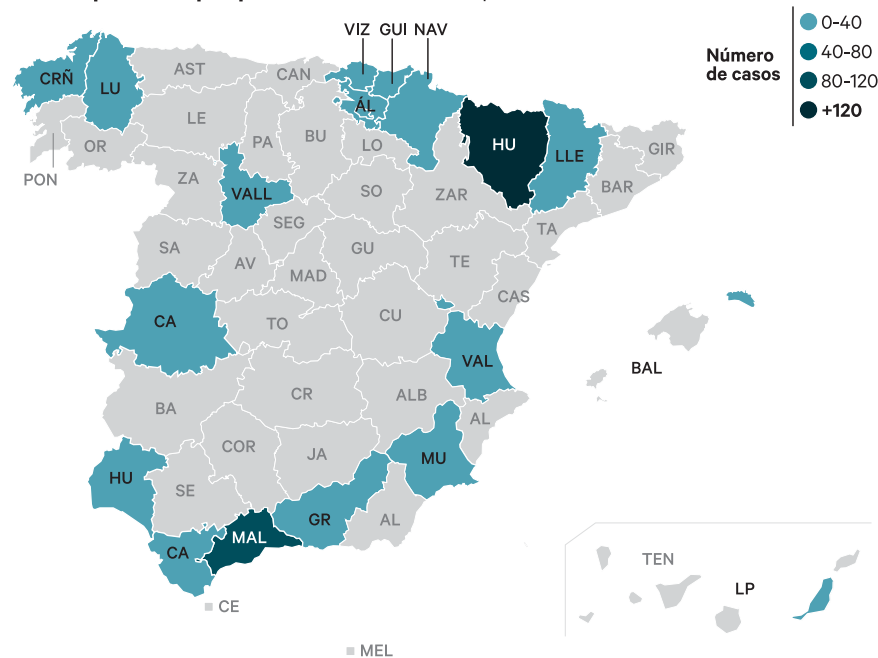 VIZ GUI NAV
Número
de casos
0-40
40-80
80-120
+120
CRÑ
LU
AST
CAN
ÁL
LE
PA
BU
LO
HU
LLE
GIR
OR
PON
ZA
VALL
SO
ZAR
BAR
SEG
TA
SA
AV
GU
TE
MAD
CAS
CA
TO
CU
VAL
BAL
BA
CR
ALB
AL
COR
JA
MU
HU
SE
GR
AL
MAL
CA
TEN
LP
CE
MEL